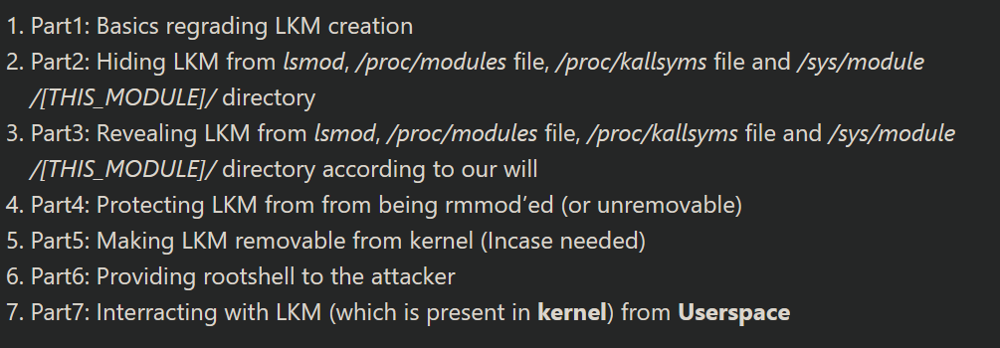 1. Part1: Basics regrading LKM creation
2. Part2: Hiding LKM from lsmod, /proc/modules file, /proc/kallsyms file and /sys/module
/[THIS_MODULE]/ directory
3. Part3: Revealing LKM from lsmod, /proc/modules file, /proc/kallsyms file and /sys/module
/[THIS_MODULE]/ directory according to our will
4. Part4: Protecting LKM from from being rmmod’ed (or unremovable)
5. Part5: Making LKM removable from kernel (Incase needed)
6. Part6: Providing rootshell to the attacker
7. Part7: Interracting with LKM (which is present in kernel) from Userspace